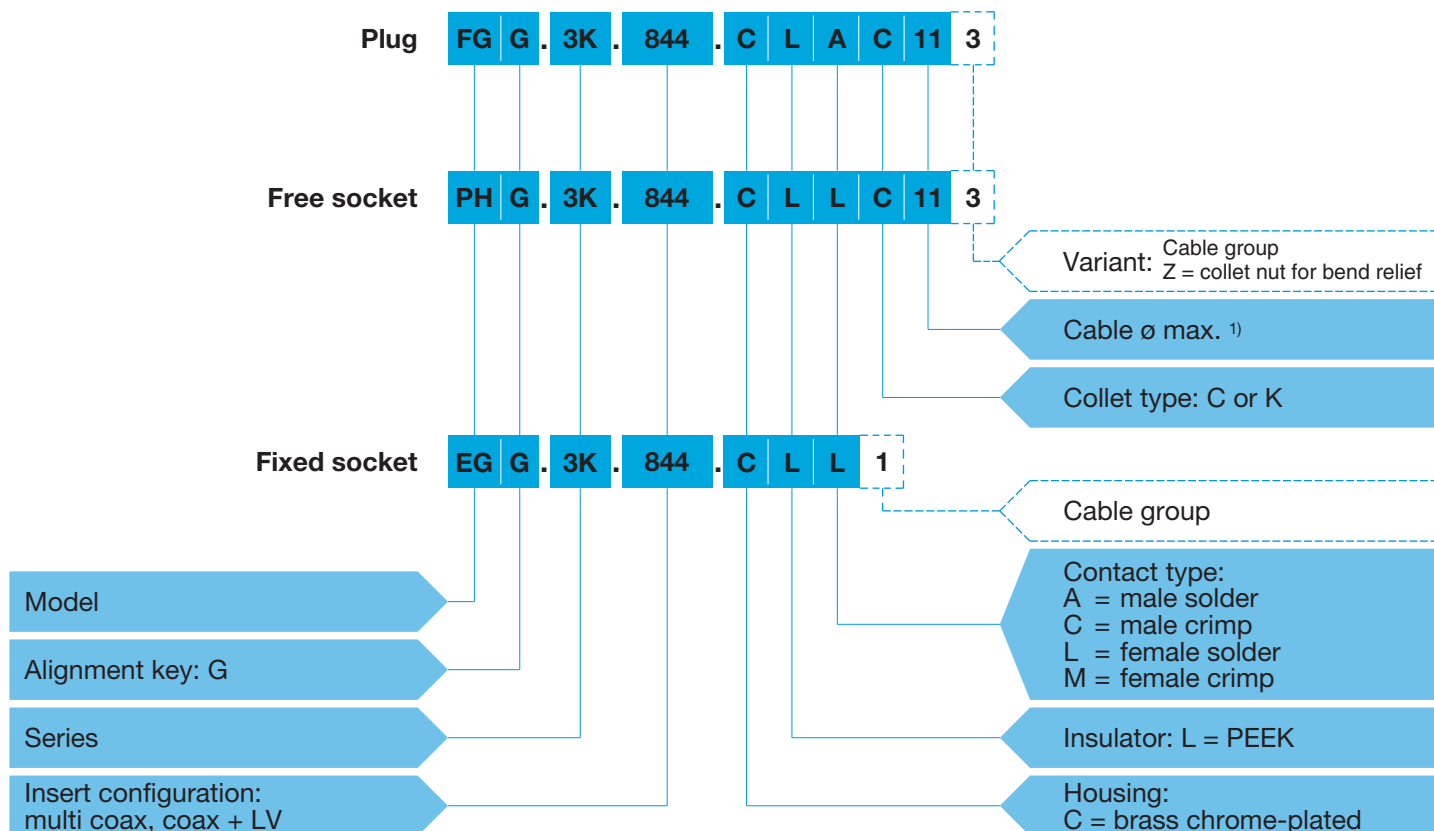 Plug FG G . 3K . 844 . C L A C 11 3
Free socket PH G . 3K . 844 . C L L C 11 3
Variant: Cable group
Z = collet nut for bend relief
Cable ø max. 1)
Collet type: C or K
Fixed socket EG G . 3K . 844 . C L L 1
Cable group
Model
Alignment key: G
Series
Insert configuration:
multi coax, coax + LV
Contact type:
A = male solder
C = male crimp
L = female solder
M = female crimp
Insulator: L = PEEK
Housing:
C = brass chrome-plated